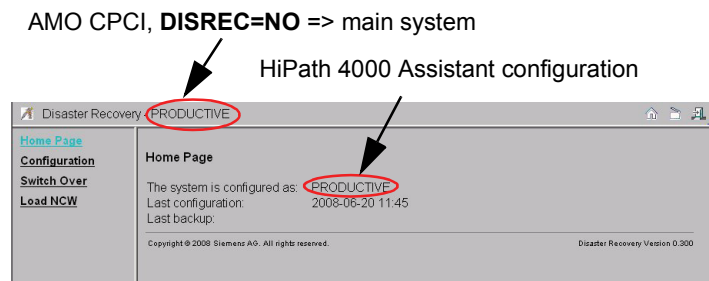 AMO CPCI, DISREC=NO => main system
HiPath 4000 Assistant configuration
Disaster Recovery - PRODUCTIVE
Home Page
Configuration
Switch Over
Load NCW
Home Page
The system is configured as: PRODUCTIVE
Last configuration: 2008-06-20 11:45
Last backup:
Copyright © 2008 Siemens AG. All rights reserved. Disaster Recovery Version 0.300